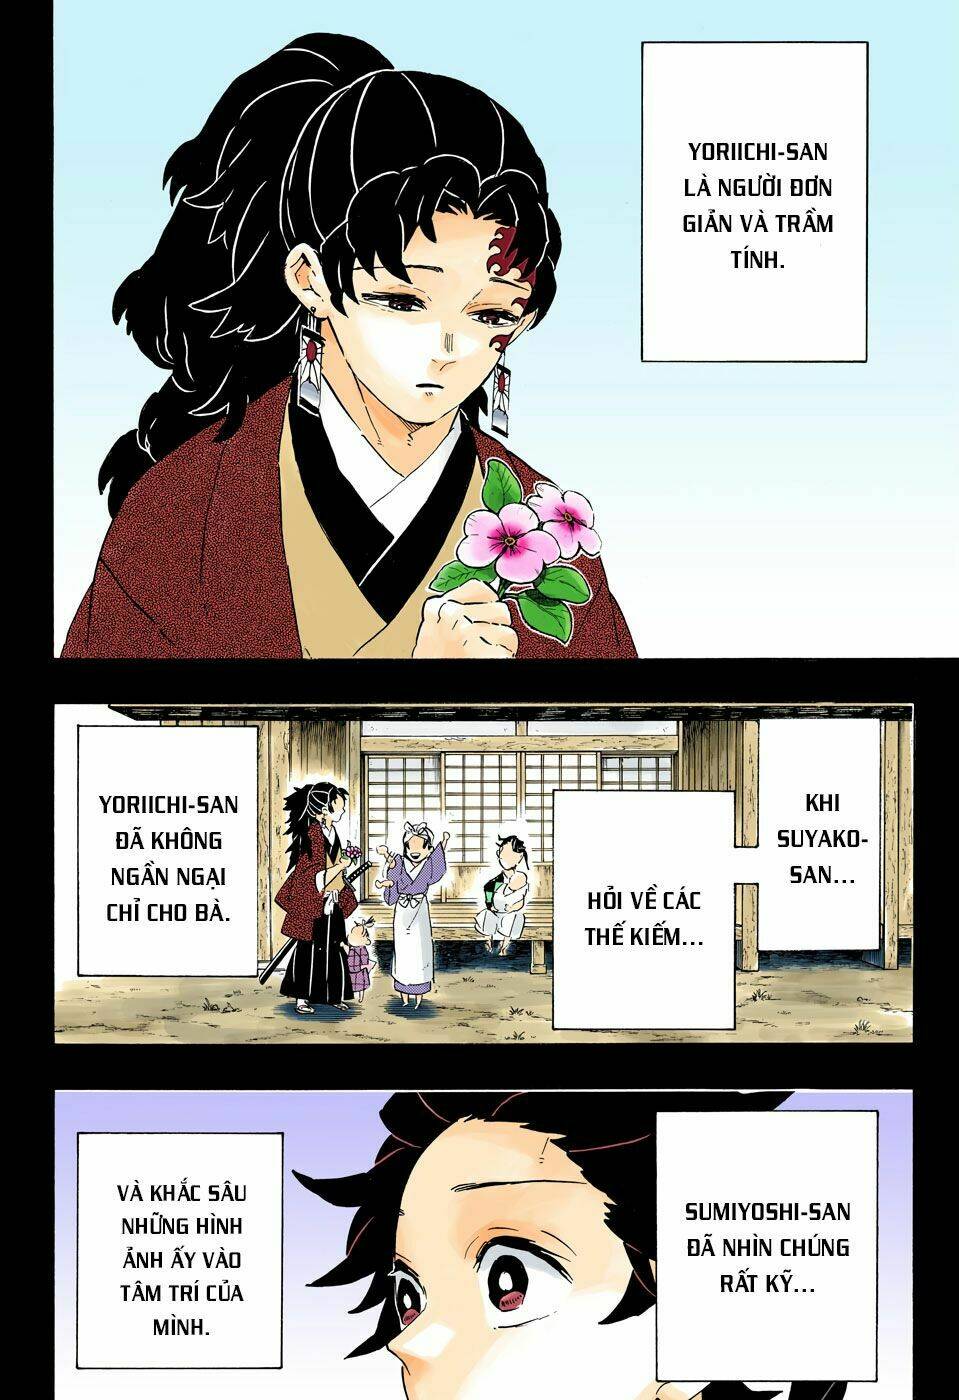 YORIICHI-SAN
LÀ NGƯỜI ĐƠN
GIẢN VÀ TRẦM
TÍNH.
KHI
SUYAKO-
SAN...
HỎI VỀ CÁC
THẾ KIẾM...
YORIICHI-SAN
ĐÃ KHÔNG
NGẦN NGẠI
CHỈ CHO BÀ.
SUMIYOSHI-SAN
ĐÃ NHÌN CHÚNG
RẤT KỸ...
VÀ KHẮC SÂU
NHỮNG HÌNH
ẢNH ẤY VÀO
TÂM TRÍ CỦA
MÌNH.